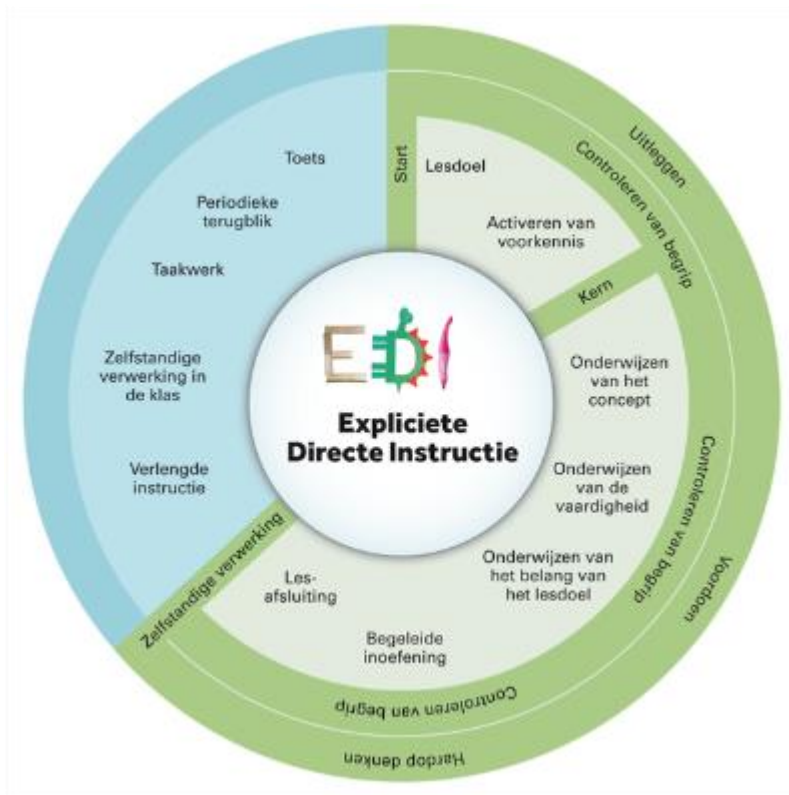 EDI
Expliciete
Directe Instructie
Start
Lesdoel
Activeren van
voorkennis
Kern
Onderwijzen
van het
concept
Onderwijzen
van de
vaardigheid
Onderwijzen van
het belang van
het lesdoel
Begeleide
inoefening
Les-
afsluiting
Zelfstandige verwerking
Verlengde
instructie
Zelfstandige
verwerking in
de klas
Taakwerk
Periodieke
terugblik
Toets
Controleren van begrip
Controleren van begrip
Controleren van begrip
Uitleggen
Voordoen
Hardop denken